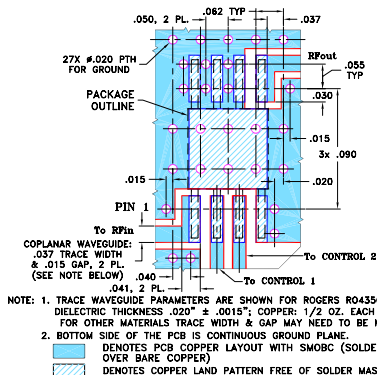 .050, 2 PL.
.062 TYP
.037
27X ø.020 PTH
FOR GROUND
RFout
.055
TYP
PACKAGE
OUTLINE
.030
.015
3x .090
.015
.020
PIN 1
To RFin
COPLANAR WAVEGUIDE:
.037 TRACE WIDTH
& .015 GAP, 2 PL.
(SEE NOTE BELOW)
To CONTROL 2
.040
To CONTROL 1
.041, 2 PL.
NOTE: 1. TRACE WAVEGUIDE PARAMETERS ARE SHOWN FOR ROGERS RO4350
DIELECTRIC THICKNESS .020" ± .0015"; COPPER: 1/2 OZ. EACH
FOR OTHER MATERIALS TRACE WIDTH & GAP MAY NEED TO BE
2. BOTTOM SIDE OF THE PCB IS CONTINUOUS GROUND PLANE.
DENOTES PCB COPPER LAYOUT WITH SMOBC (SOLDE
OVER BARE COPPER)
DENOTES COPPER LAND PATTERN FREE OF SOLDER MAS